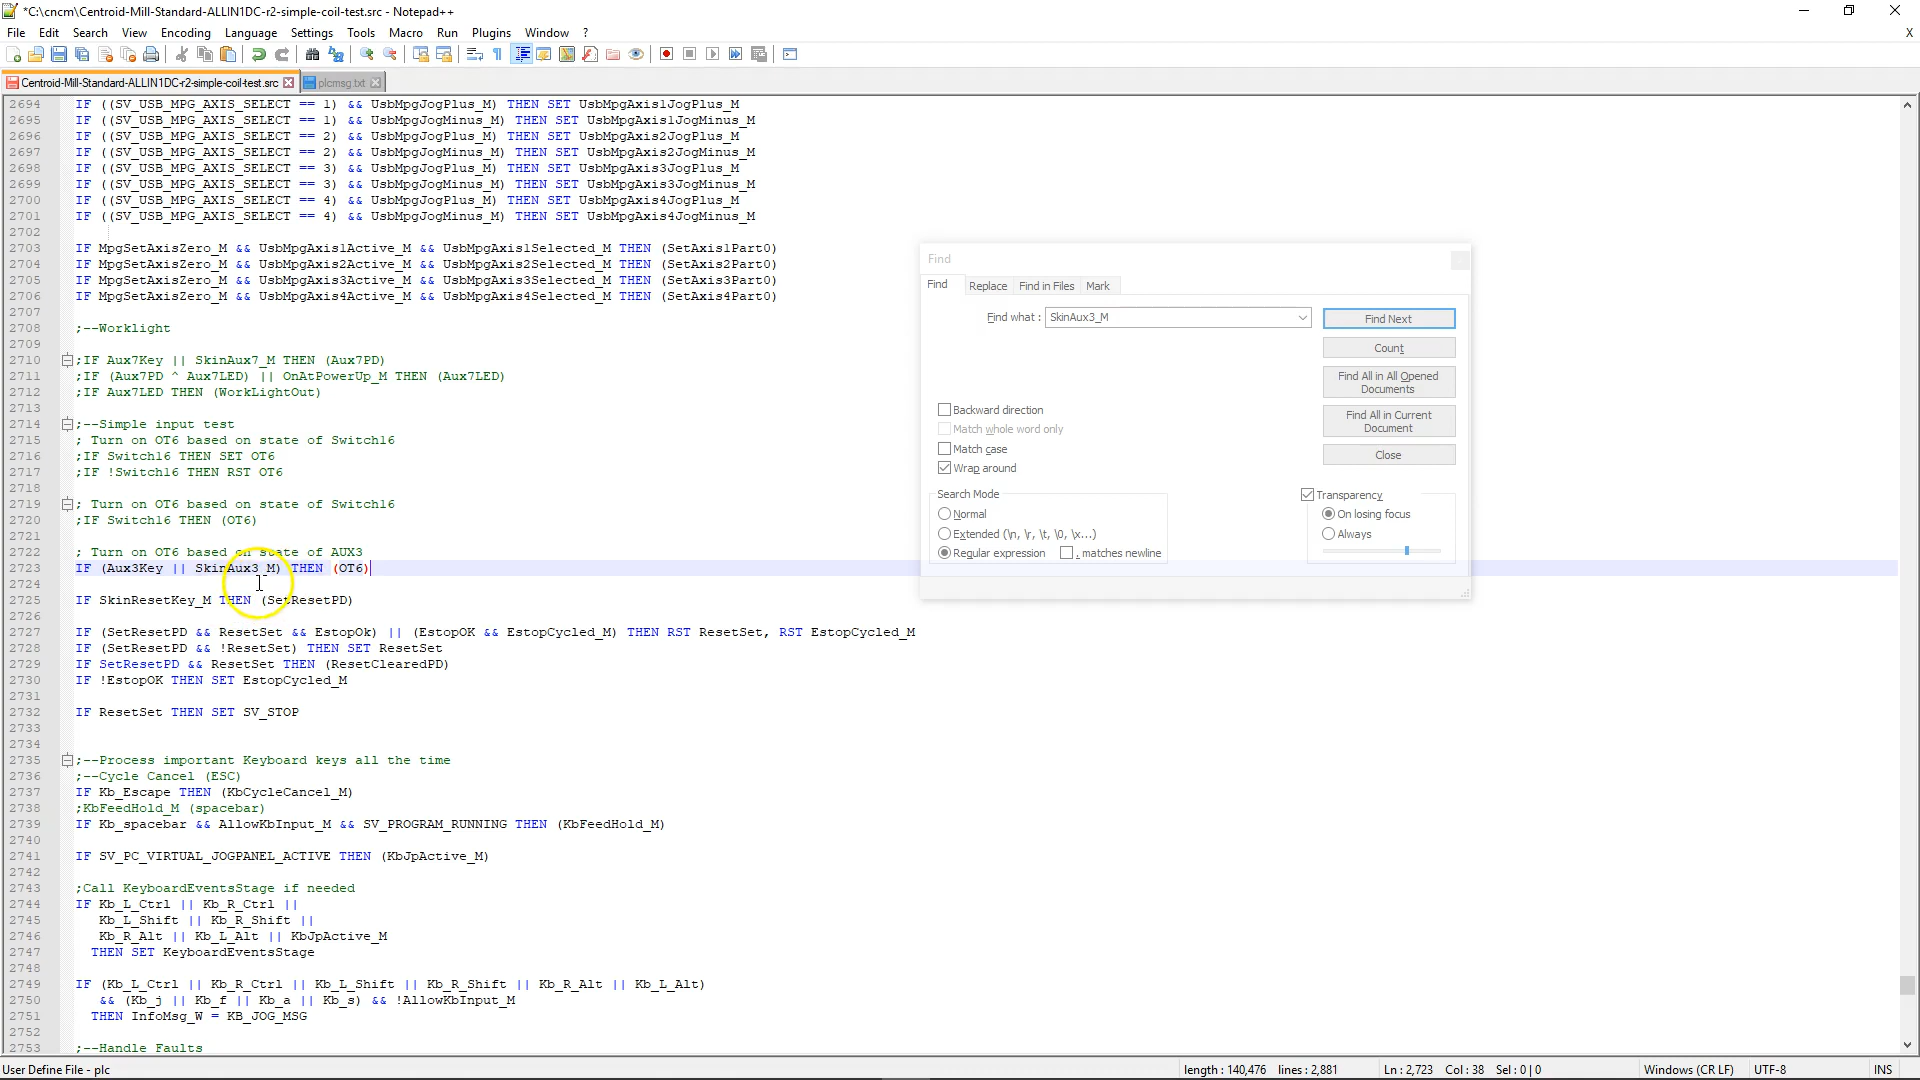 *C:\cncm\Centroid-Mill-Standard-ALLIN1DC-r2-simple-coil-test.src - Notepad++
File Edit Search View Encoding Language Settings Tools Macro Run Plugins Window ? X
Centroid-Mill-Standard-ALLIN1DC-r2-simple-coil-test.src plcmsg.txt
2694 IF ((SV_USB_MPG_AXIS_SELECT == 1) && UsbMpgJogPlus_M) THEN SET UsbMpgAxis1JogPlus_M
2695 IF ((SV_USB_MPG_AXIS_SELECT == 1) && UsbMpgJogMinus_M) THEN SET UsbMpgAxis1JogMinus_M
2696 IF ((SV_USB_MPG_AXIS_SELECT == 2) && UsbMpgJogPlus_M) THEN SET UsbMpgAxis2JogPlus_M
2697 IF ((SV_USB_MPG_AXIS_SELECT == 2) && UsbMpgJogMinus_M) THEN SET UsbMpgAxis2JogMinus_M
2698 IF ((SV_USB_MPG_AXIS_SELECT == 3) && UsbMpgJogPlus_M) THEN SET UsbMpgAxis3JogPlus_M
2699 IF ((SV_USB_MPG_AXIS_SELECT == 3) && UsbMpgJogMinus_M) THEN SET UsbMpgAxis3JogMinus_M
2700 IF ((SV_USB_MPG_AXIS_SELECT == 4) && UsbMpgJogPlus_M) THEN SET UsbMpgAxis4JogPlus_M
2701 IF ((SV_USB_MPG_AXIS_SELECT == 4) && UsbMpgJogMinus_M) THEN SET UsbMpgAxis4JogMinus_M
2702
2703 IF MpgSetAxisZero_M && UsbMpgAxis1Active_M && UsbMpgAxis1Selected_M THEN (SetAxis1Part0)
2704 IF MpgSetAxisZero_M && UsbMpgAxis2Active_M && UsbMpgAxis2Selected_M THEN (SetAxis2Part0)
2705 IF MpgSetAxisZero_M && UsbMpgAxis3Active_M && UsbMpgAxis3Selected_M THEN (SetAxis3Part0)
2706 IF MpgSetAxisZero_M && UsbMpgAxis4Active_M && UsbMpgAxis4Selected_M THEN (SetAxis4Part0)
2707
2708 ;--Worklight
2709
2710 ;IF Aux7Key || SkinAux7_M THEN (Aux7PD)
2711 ;IF (Aux7PD ^ Aux7LED) || OnAtPowerUp_M THEN (Aux7LED)
2712 ;IF Aux7LED THEN (WorkLightOut)
2713
2714 ;--Simple input test
2715 ; Turn on OT6 based on state of Switch16
2716 ;IF Switch16 THEN SET OT6
2717 ;IF !Switch16 THEN RST OT6
2718
2719 ; Turn on OT6 based on state of Switch16
2720 ;IF Switch16 THEN (OT6)
2721
2722 ; Turn on OT6 based on state of AUX3
2723 IF (Aux3Key || SkinAux3_M) THEN (OT6)
2724
2725 IF SkinResetKey_M THEN (SetResetPD)
2726
2727 IF (SetResetPD && ResetSet && EstopOk) || (EstopOK && EstopCycled_M) THEN RST ResetSet, RST EstopCycled_M
2728 IF (SetResetPD && !ResetSet) THEN SET ResetSet
2729 IF SetResetPD && ResetSet THEN (ResetClearedPD)
2730 IF !EstopOK THEN SET EstopCycled_M
2731
2732 IF ResetSet THEN SET SV_STOP
2733
2734
2735 ;--Process important Keyboard keys all the time
2736 ;--Cycle Cancel (ESC)
2737 IF Kb_Escape THEN (KbCycleCancel_M)
2738 ;KbFeedHold_M (spacebar)
2739 IF Kb_spacebar && AllowKbInput_M && SV_PROGRAM_RUNNING THEN (KbFeedHold_M)
2740
2741 IF SV_PC_VIRTUAL_JOGPANEL_ACTIVE THEN (KbJpActive_M)
2742
2743 ;Call KeyboardEventsStage if needed
2744 IF Kb_L_Ctrl || Kb_R_Ctrl ||
2745 Kb_L_Shift || Kb_R_Shift ||
2746 Kb_R_Alt || Kb_L_Alt || KbJpActive_M
2747 THEN SET KeyboardEventsStage
2748
2749 IF (Kb_L_Ctrl || Kb_R_Ctrl || Kb_L_Shift || Kb_R_Shift || Kb_R_Alt || Kb_L_Alt)
2750 && (Kb_j || Kb_f || Kb_a || Kb_s) && !AllowKbInput_M
2751 THEN InfoMsg_W = KB_JOG_MSG
2752
2753 ;--Handle Faults
Find
Find Replace Find in Files Mark
Find what : SkinAux3_M Find Next
Count
Find All in All Opened
Documents
Backward direction
Find All in Current
Document
Match whole word only
Match case Close
Wrap around
Search Mode Transparency
Normal On losing focus
Extended (\n, \r, \t, \0, \x...) Always
Regular expression . matches newline
User Define File - plc length : 140,476 lines : 2,881 Ln : 2,723 Col : 38 Sel : 0 | 0 Windows (CR LF) UTF-8 INS